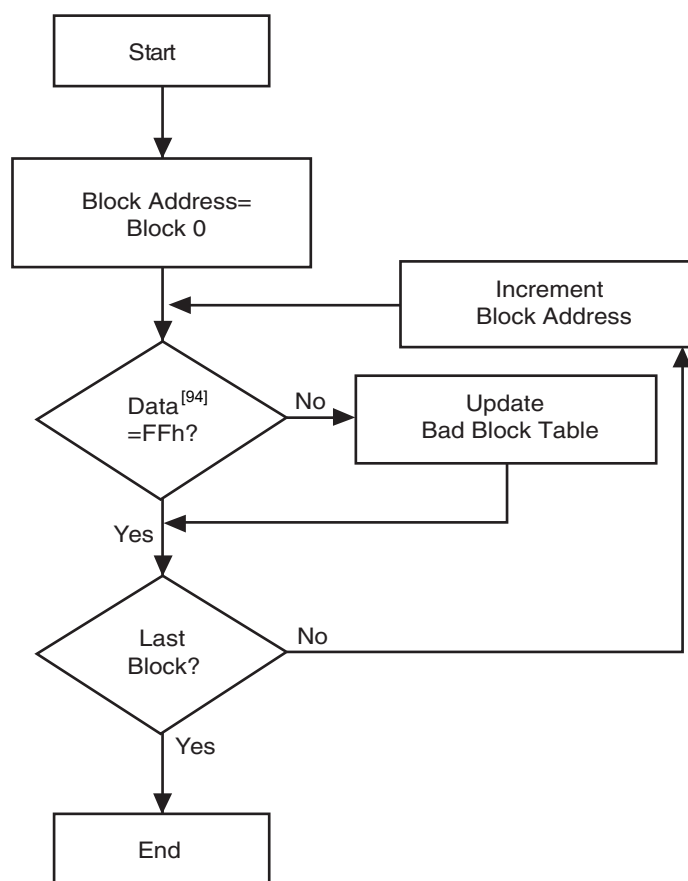 Start
Block Address=
Block 0
Increment
Block Address
Data[94]
=FFh?
No
Update
Bad Block Table
Yes
Last
Block?
No
Yes
End